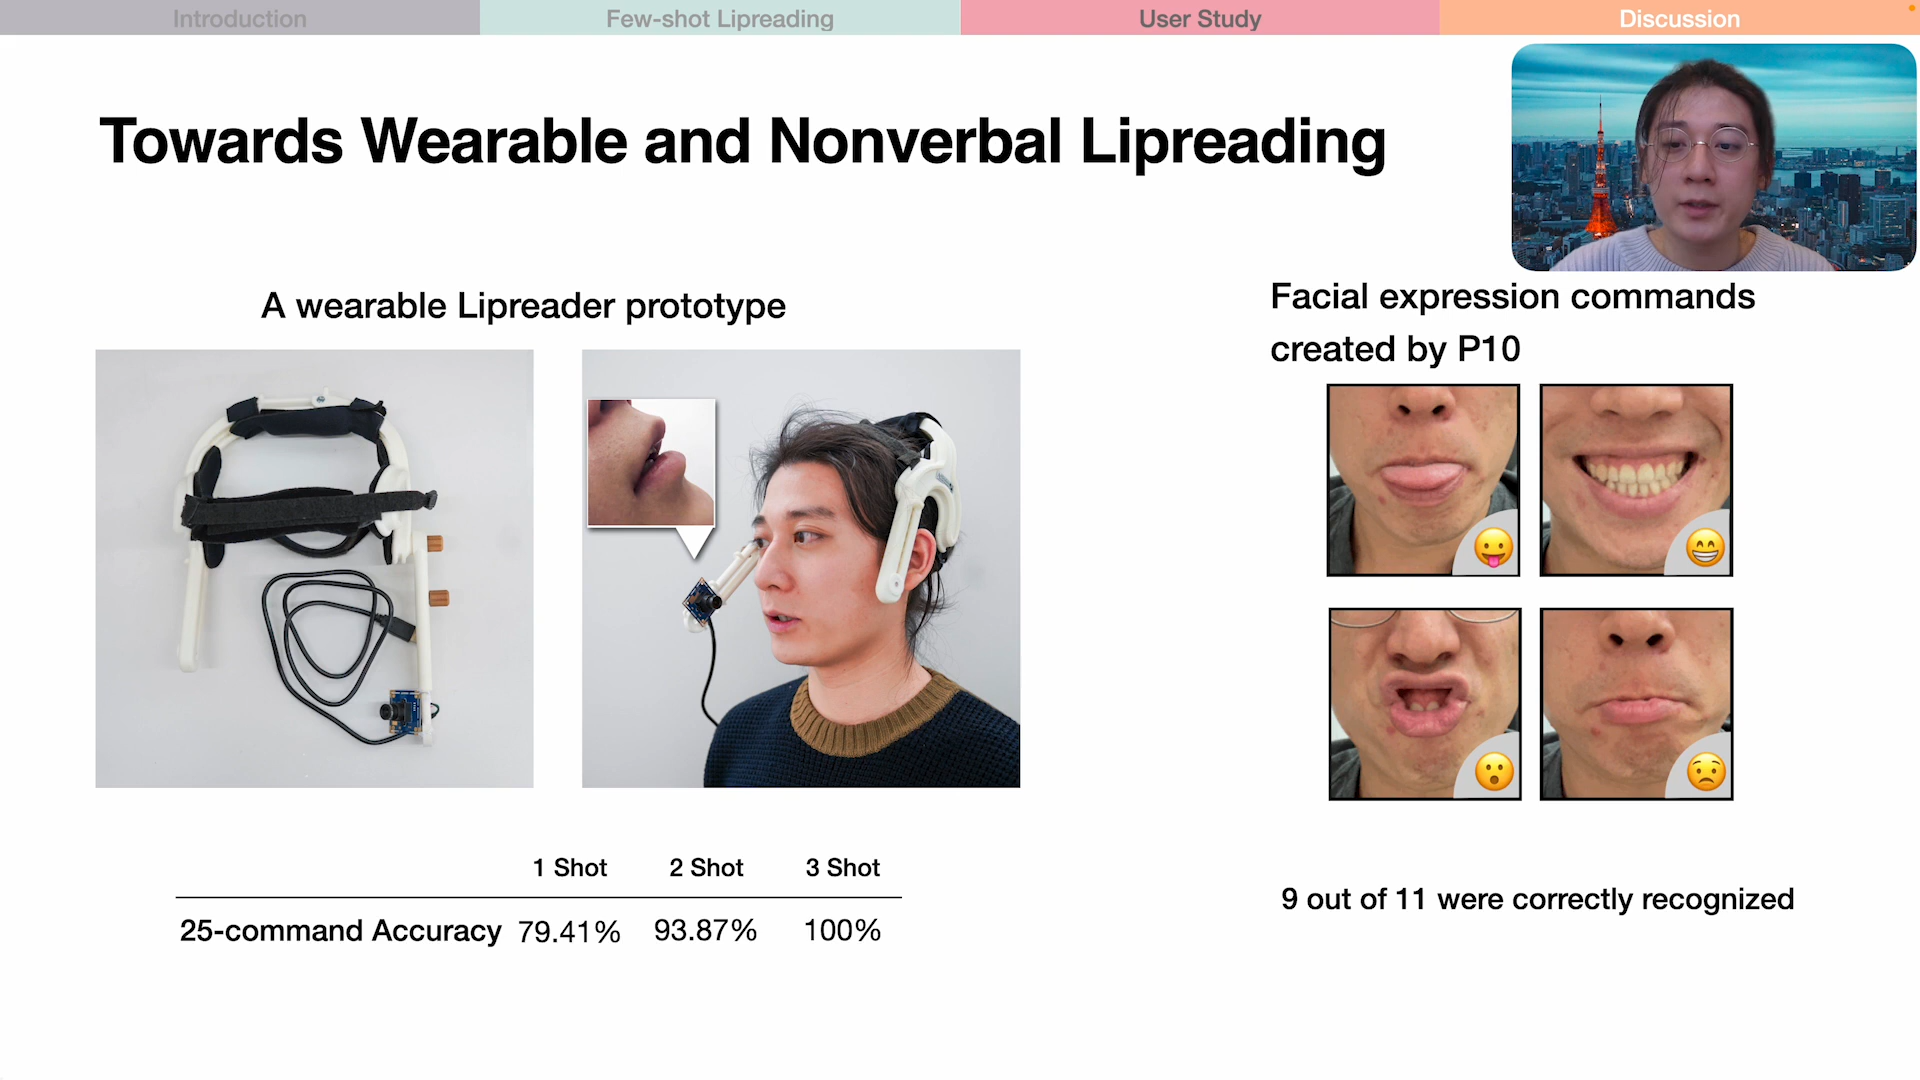 Introduction
Few-shot Lipreading
User Study
Discussion
Towards Wearable and Nonverbal Lipreading
A wearable Lipreader prototype
Facial expression commands
created by P10
1 Shot 2 Shot 3 Shot
25-command Accuracy 79.41% 93.87% 100%
9 out of 11 were correctly recognized